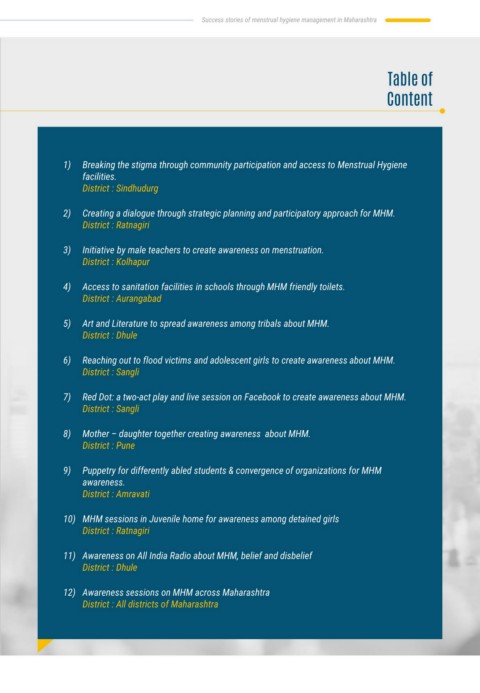 Success stories of menstrual hygiene management in Maharashtra
Table of
Content
1) Breaking the stigma through community participation and access to Menstrual Hygiene
facilities.
District : Sindhudurg
2) Creating a dialogue through strategic planning and participatory approach for MHM.
District : Ratnagiri
3) Initiative by male teachers to create awareness on menstruation.
District : Kolhapur
4) Access to sanitation facilities in schools through MHM friendly toilets.
District : Aurangabad
5) Art and Literature to spread awareness among tribals about MHM.
District : Dhule
6) Reaching out to flood victims and adolescent girls to create awareness about MHM.
District : Sangli
7) Red Dot: a two-act play and live session on Facebook to create awareness about MHM.
District : Sangli
8) Mother – daughter together creating awareness about MHM.
District : Pune
9) Puppetry for differently abled students & convergence of organizations for MHM
awareness.
District : Amravati
10) MHM sessions in Juvenile home for awareness among detained girls
District : Ratnagiri
11) Awareness on All India Radio about MHM, belief and disbelief
District : Dhule
12) Awareness sessions on MHM across Maharashtra
District : All districts of Maharashtra